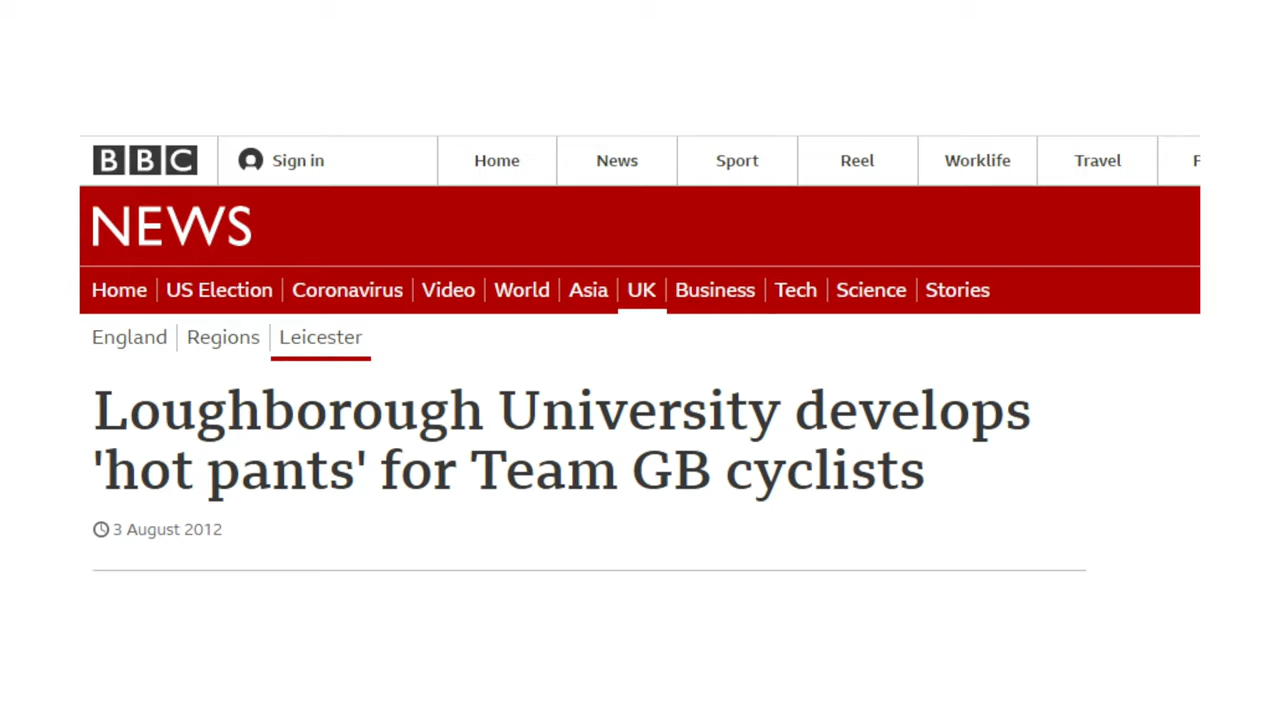 BBC Sign in Home News Sport Reel Worklife Travel
NEWS
Home US Election Coronavirus Video World Asia UK Business Tech Science Stories
England Regions Leicester
Loughborough University develops
'hot pants' for Team GB cyclists
3 August 2012